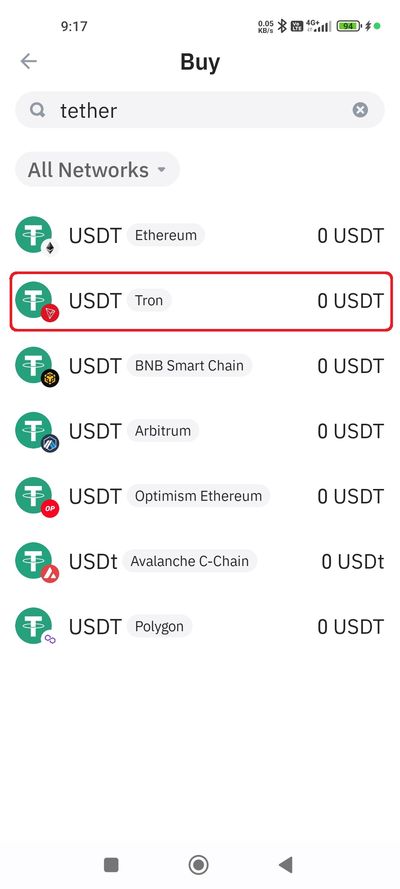 9:17 0.05 KB/s VoLTE 4G+ 94
Buy
tether
All Networks
USDT Ethereum 0 USDT
USDT Tron 0 USDT
USDT BNB Smart Chain 0 USDT
USDT Arbitrum 0 USDT
OP
USDT Optimism Ethereum 0 USDT
USDt Avalanche C-Chain 0 USDt
USDT Polygon 0 USDT